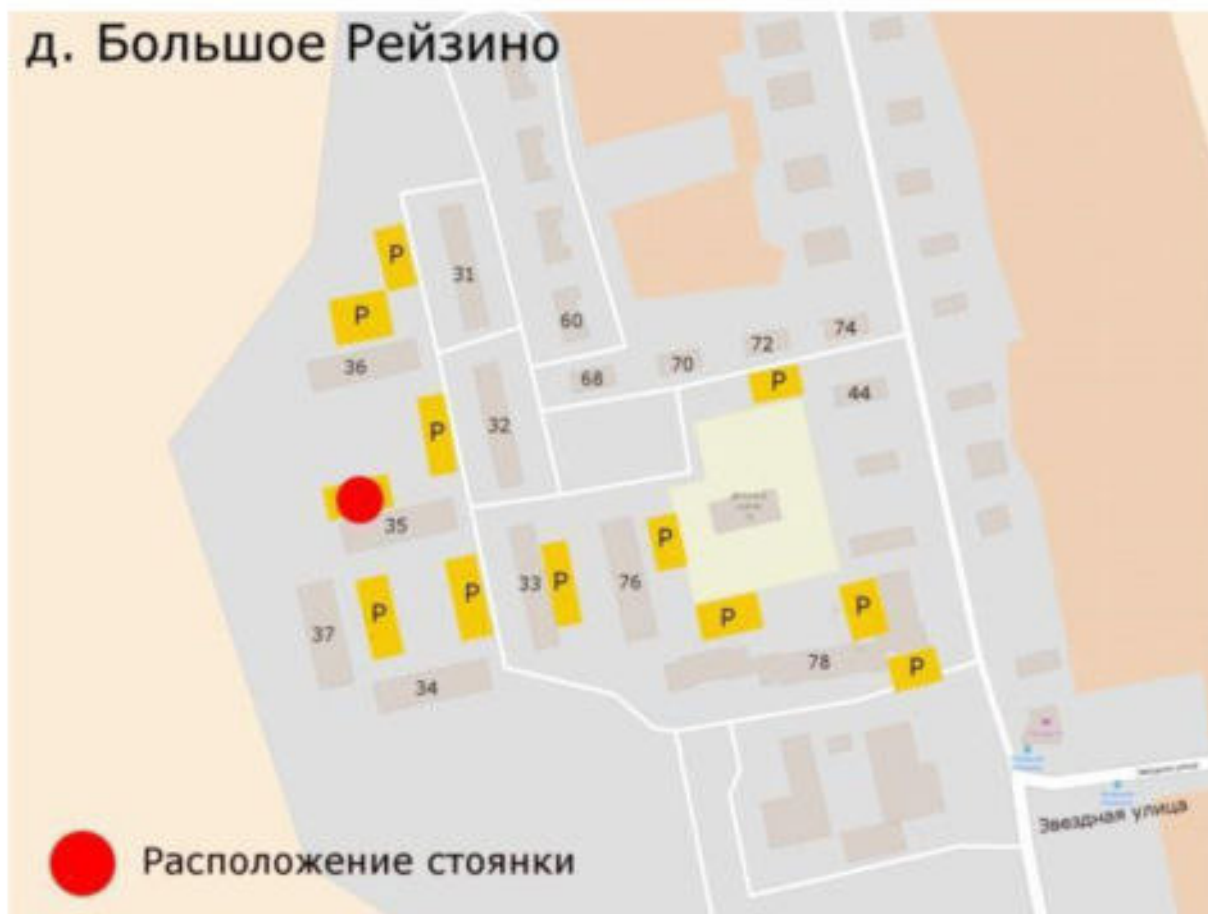 д. Большое Рейзино
P
31
P
60
74
72
36
70
68
P
44
P
32
35
P
33
P
76
P
P
P
37
P
P
78
P
34
Звездная улица
Расположение стоянки